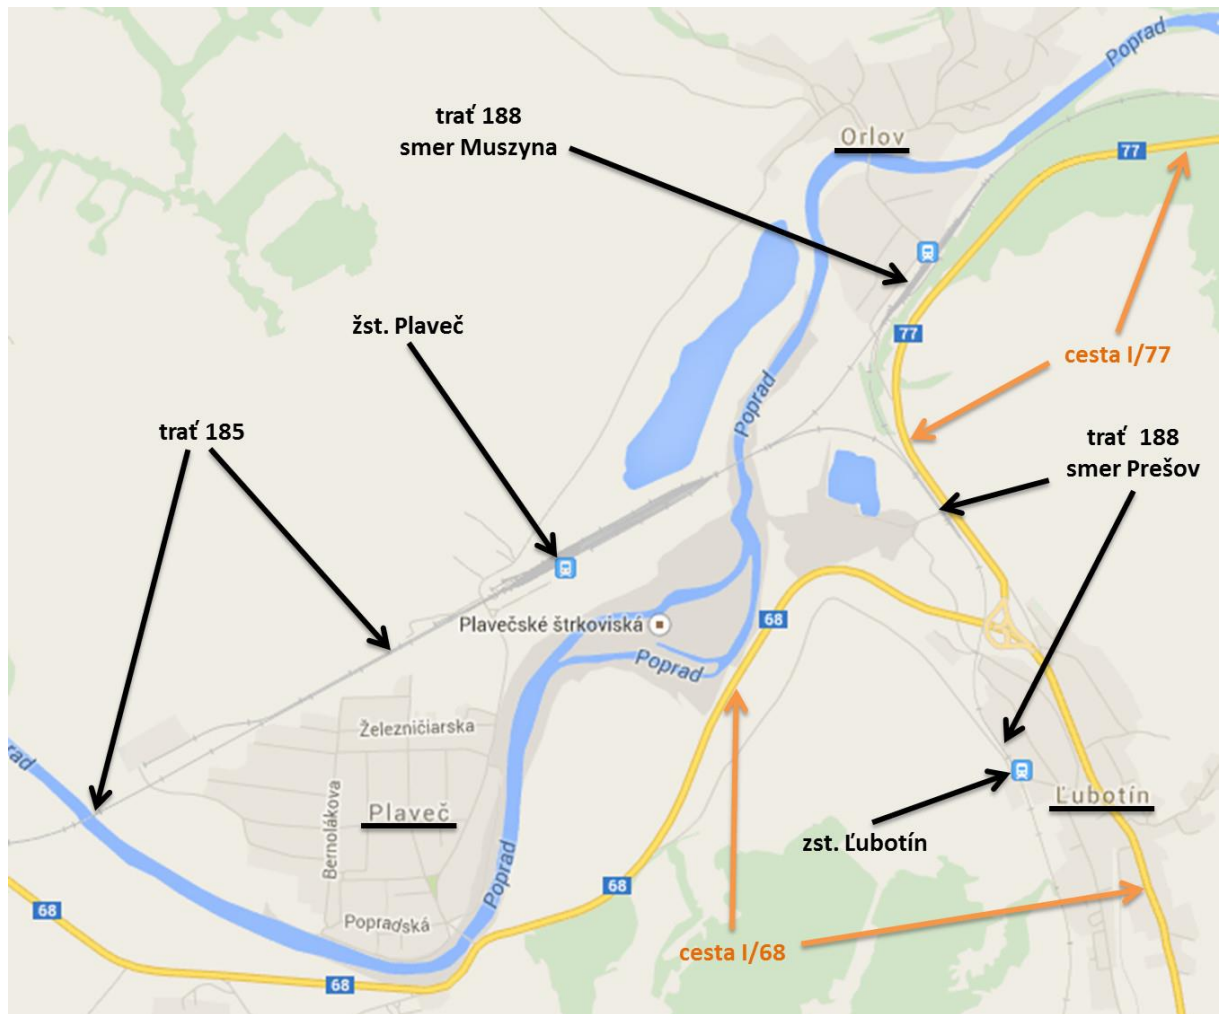 Poprad
trať 188
smer Muszyna
Orlov
77
77
žst. Plaveč
cesta I/77
Poprad
trať 185
trať 188
smer Prešov
Plavečské štrkoviská
68
Poprad
Železničiarska
rad
Plaveč
Bernolákova
Ľubotín
zst. Ľubotín
Poprad
68
68
Popradská
cesta I/68
68